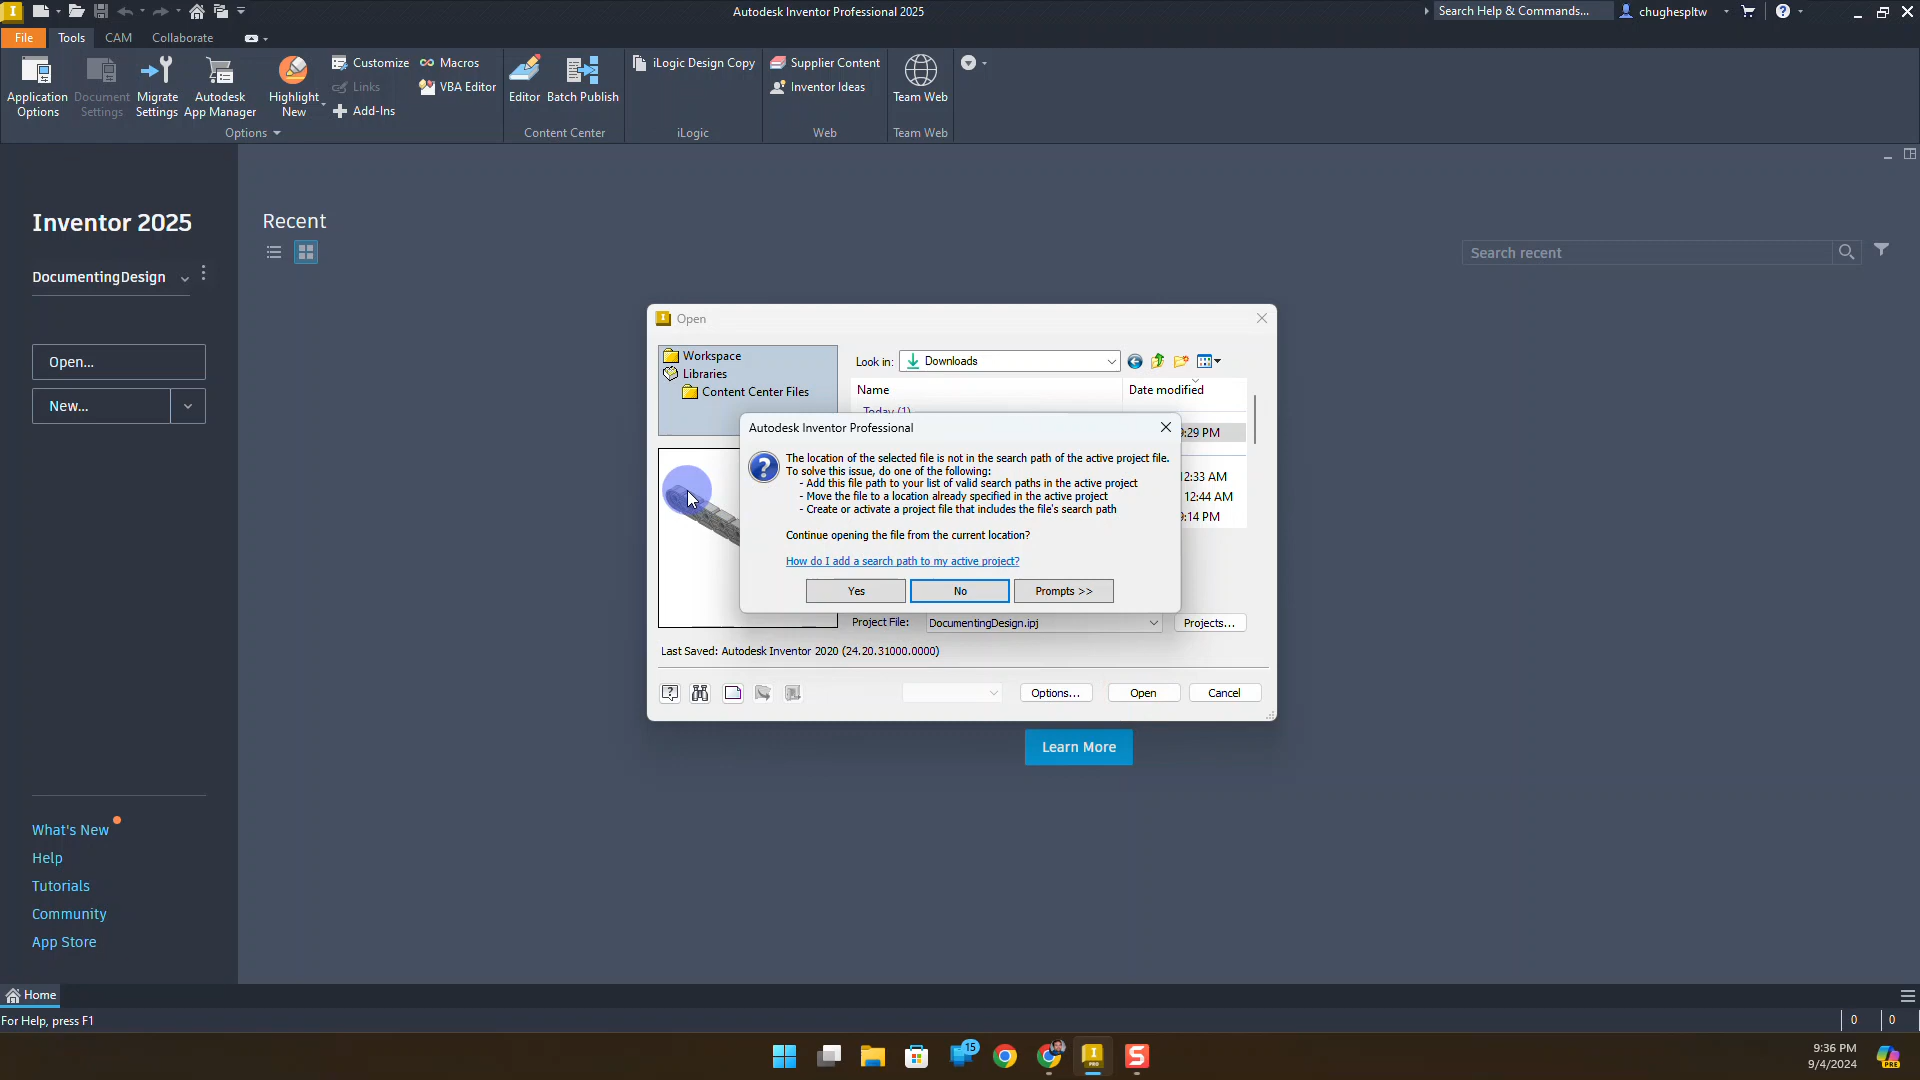 Autodesk Inventor Professional 2025
Search Help & Commands...
chughespltw
File
Tools
CAM
Collaborate
Application Options
Document Settings
Migrate Settings
Autodesk App Manager
Highlight New
Customize
Links
Add-Ins
Macros
VBA Editor
Editor
Batch Publish
iLogic Design Copy
Supplier Content
Inventor Ideas
Team Web
Options
Content Center
iLogic
Web
Team Web
Inventor 2025
DocumentingDesign
Open...
New...
Recent
Search recent
Open
Workspace
Libraries
Content Center Files
Look in:
Downloads
Name
Date modified
Today (1)
9:29 PM
12:33 AM
12:44 AM
9:14 PM
Autodesk Inventor Professional
The location of the selected file is not in the search path of the active project file.
To solve this issue, do one of the following:
- Add this file path to your list of valid search paths in the active project
- Move the file to a location already specified in the active project
- Create or activate a project file that includes the file's search path
Continue opening the file from the current location?
How do I add a search path to my active project?
Yes
No
Prompts >>
Project File:
DocumentingDesign.ipj
Projects...
Last Saved: Autodesk Inventor 2020 (24.20.31000.0000)
Options...
Open
Cancel
Learn More
What's New
Help
Tutorials
Community
App Store
Home
For Help, press F1
0
0
15
9:36 PM
9/4/2024